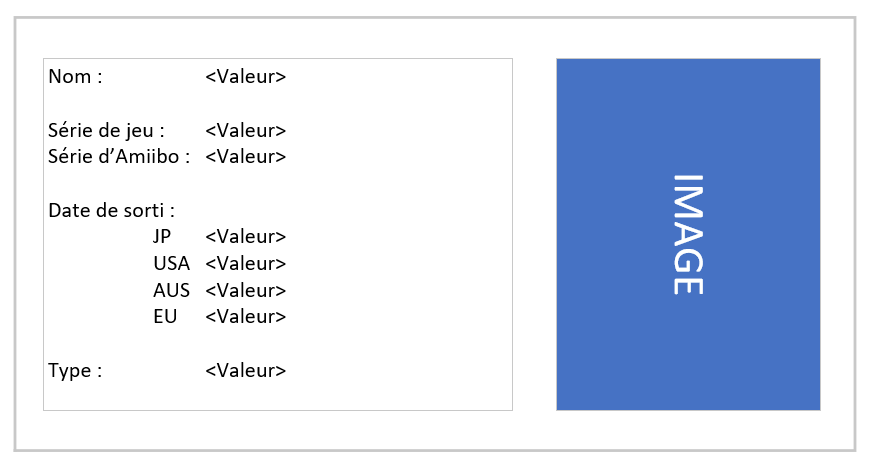 Nom : <Valeur>
Série de jeu : <Valeur>
Série d’Amiibo : <Valeur>
Date de sorti :
JP <Valeur>
USA <Valeur>
AUS <Valeur>
EU <Valeur>
Type : <Valeur>
IMAGE